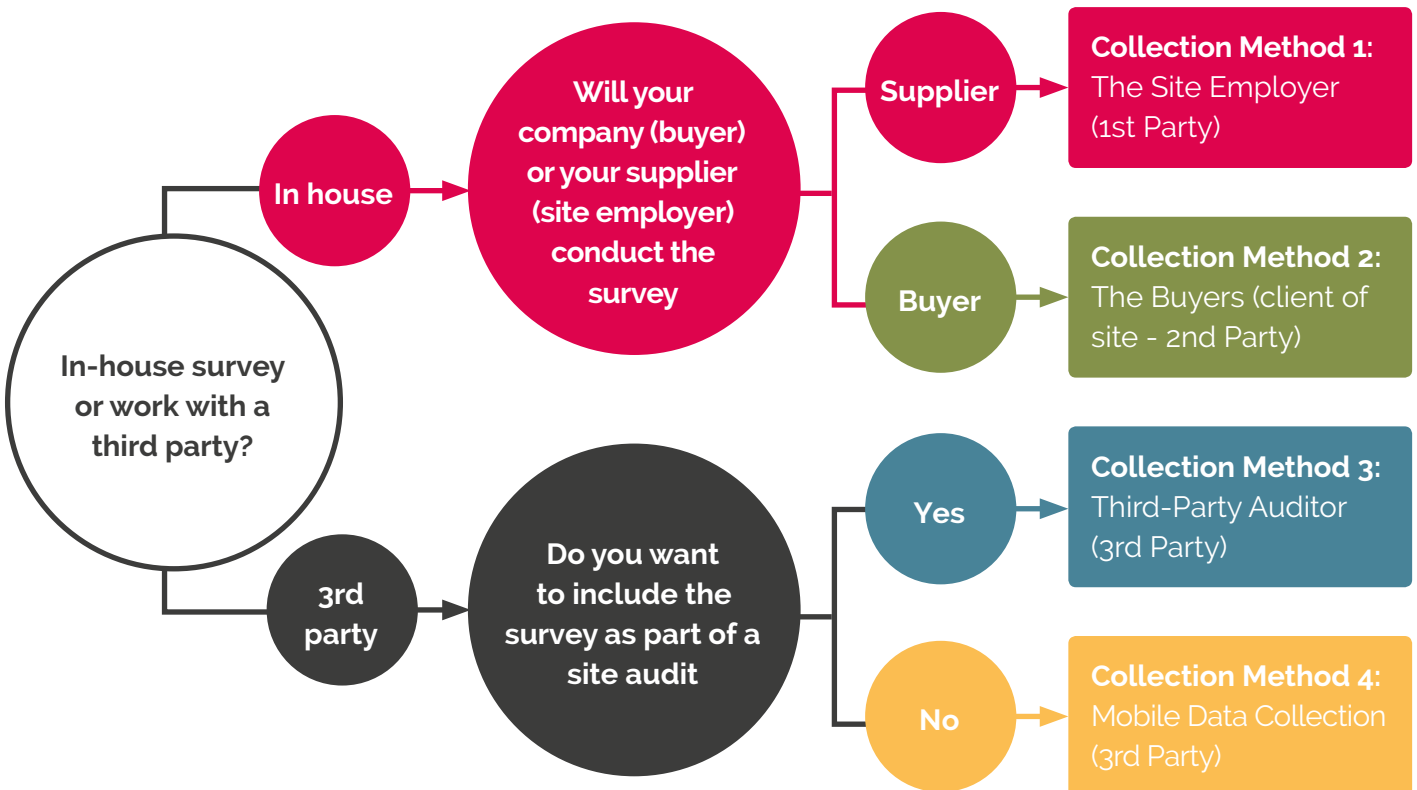 In-house survey
or work with a
third party?
In house
Will your
company (buyer)
or your supplier
(site employer)
conduct the
survey
Supplier
Collection Method 1:
The Site Employer
(1st Party)
Buyer
Collection Method 2:
The Buyers (client of
site - 2nd Party)
3rd
party
Do you want
to include the
survey as part of a
site audit
Yes
Collection Method 3:
Third-Party Auditor
(3rd Party)
No
Collection Method 4:
Mobile Data Collection
(3rd Party)